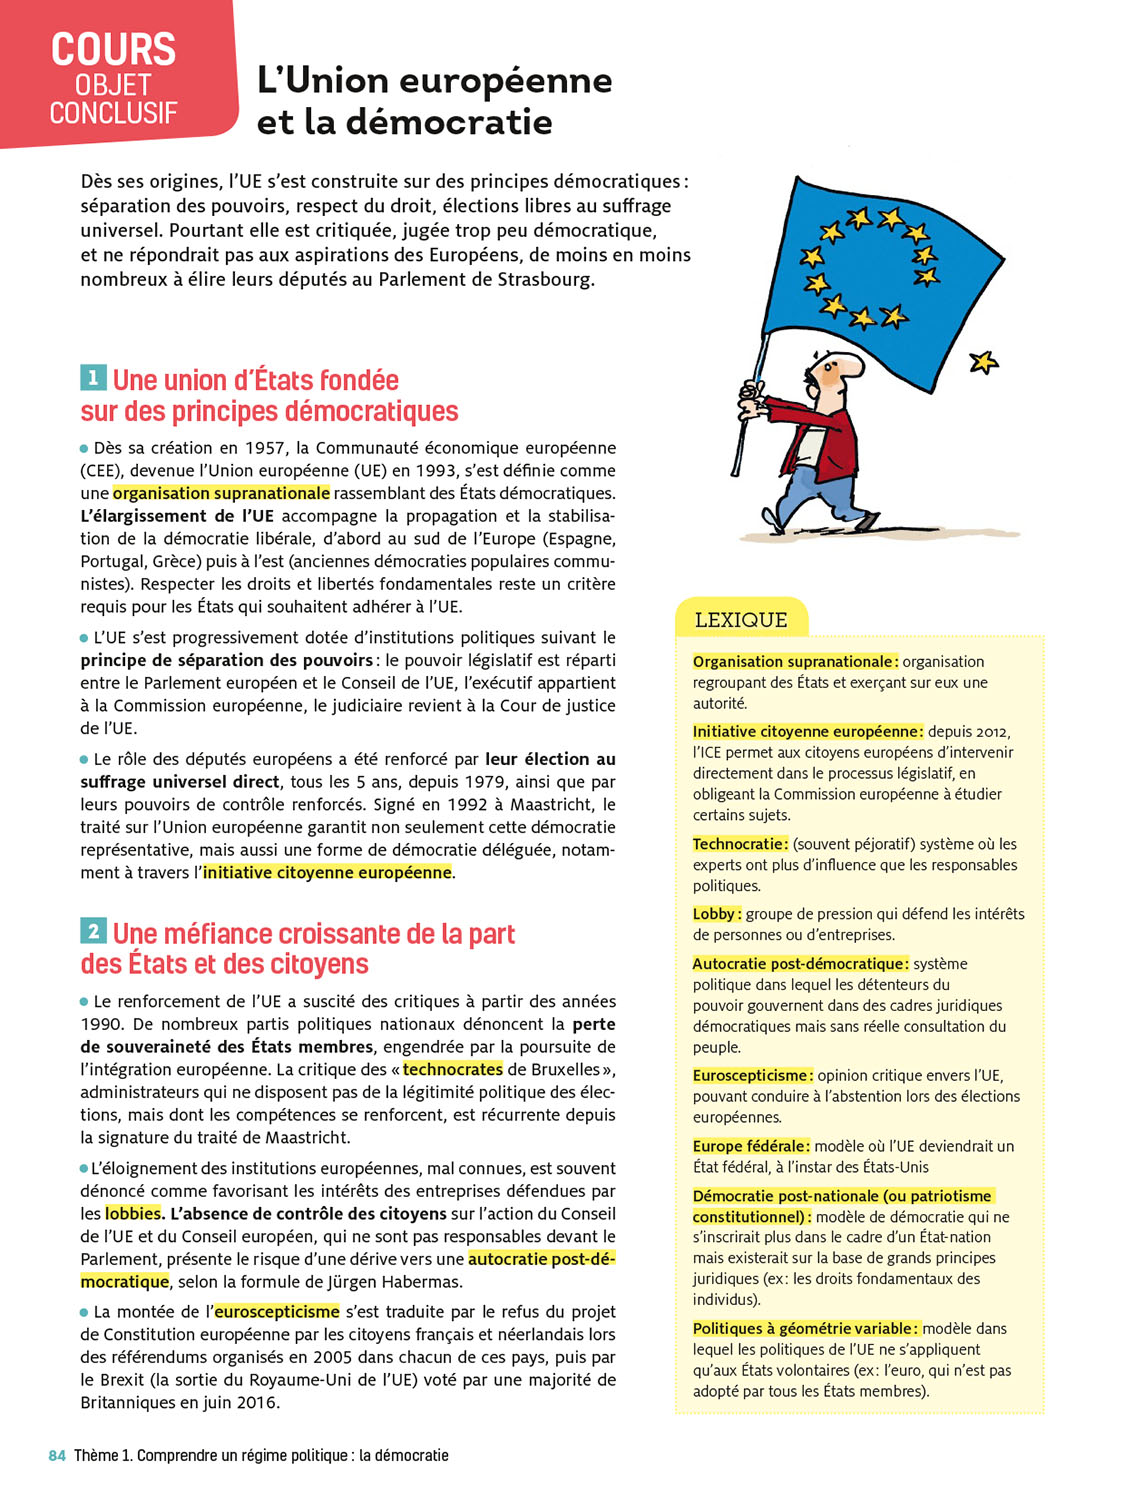 COURS
OBJET
CONCLUSIF
L’Union européenne
et la démocratie
Dès ses origines, l’UE s’est construite sur des principes démocratiques :
séparation des pouvoirs, respect du droit, élections libres au suffrage
universel. Pourtant elle est critiquée, jugée trop peu démocratique,
et ne répondrait pas aux aspirations des Européens, de moins en moins
nombreux à élire leurs députés au Parlement de Strasbourg.
1 Une union d’États fondée
sur des principes démocratiques
• Dès sa création en 1957, la Communauté économique européenne
(CEE), devenue l’Union européenne (UE) en 1993, s’est définie comme
une organisation supranationale rassemblant des États démocratiques.
L’élargissement de l’UE accompagne la propagation et la stabilisa-
tion de la démocratie libérale, d’abord au sud de l’Europe (Espagne,
Portugal, Grèce) puis à l’est (anciennes démocraties populaires commu-
nistes). Respecter les droits et libertés fondamentales reste un critère
requis pour les États qui souhaitent adhérer à l’UE.
• L’UE s’est progressivement dotée d’institutions politiques suivant le
principe de séparation des pouvoirs : le pouvoir législatif est réparti
entre le Parlement européen et le Conseil de l’UE, l’exécutif appartient
à la Commission européenne, le judiciaire revient à la Cour de justice
de l’UE.
• Le rôle des députés européens a été renforcé par leur élection au
suffrage universel direct, tous les 5 ans, depuis 1979, ainsi que par
leurs pouvoirs de contrôle renforcés. Signé en 1992 à Maastricht, le
traité sur l’Union européenne garantit non seulement cette démocratie
représentative, mais aussi une forme de démocratie déléguée, notam-
ment à travers l’initiative citoyenne européenne.
2 Une méfiance croissante de la part
des États et des citoyens
• Le renforcement de l’UE a suscité des critiques à partir des années
1990. De nombreux partis politiques nationaux dénoncent la perte
de souveraineté des États membres, engendrée par la poursuite de
l’intégration européenne. La critique des « technocrates de Bruxelles »,
administrateurs qui ne disposent pas de la légitimité politique des élec-
tions, mais dont les compétences se renforcent, est récurrente depuis
la signature du traité de Maastricht.
• L’éloignement des institutions européennes, mal connues, est souvent
dénoncé comme favorisant les intérêts des entreprises défendues par
les lobbies. L’absence de contrôle des citoyens sur l’action du Conseil
de l’UE et du Conseil européen, qui ne sont pas responsables devant le
Parlement, présente le risque d’une dérive vers une autocratie post-dé-
mocratique, selon la formule de Jürgen Habermas.
• La montée de l’euroscepticisme s’est traduite par le refus du projet
de Constitution européenne par les citoyens français et néerlandais lors
des référendums organisés en 2005 dans chacun de ces pays, puis par
le Brexit (la sortie du Royaume-Uni de l’UE) voté par une majorité de
Britanniques en juin 2016.
LEXIQUE
Organisation supranationale : organisation
regroupant des États et exerçant sur eux une
autorité.
Initiative citoyenne européenne : depuis 2012,
l’ICE permet aux citoyens européens d’intervenir
directement dans le processus législatif, en
obligeant la Commission européenne à étudier
certains sujets.
Technocratie : (souvent péjoratif) système où les
experts ont plus d’influence que les responsables
politiques.
Lobby : groupe de pression qui défend les intérêts
de personnes ou d’entreprises.
Autocratie post-démocratique : système
politique dans lequel les détenteurs du
pouvoir gouvernent dans des cadres juridiques
démocratiques mais sans réelle consultation du
peuple.
Euroscepticisme : opinion critique envers l’UE,
pouvant conduire à l’abstention lors des élections
européennes.
Europe fédérale : modèle où l’UE deviendrait un
État fédéral, à l’instar des États-Unis
Démocratie post-nationale (ou patriotisme
constitutionnel) : modèle de démocratie qui ne
s’inscrirait plus dans le cadre d’un État-nation
mais existerait sur la base de grands principes
juridiques (ex : les droits fondamentaux des
individus).
Politiques à géométrie variable : modèle dans
lequel les politiques de l’UE ne s’appliquent
qu’aux États volontaires (ex : l’euro, qui n’est pas
adopté par tous les États membres).
84 Thème 1. Comprendre un régime politique : la démocratie